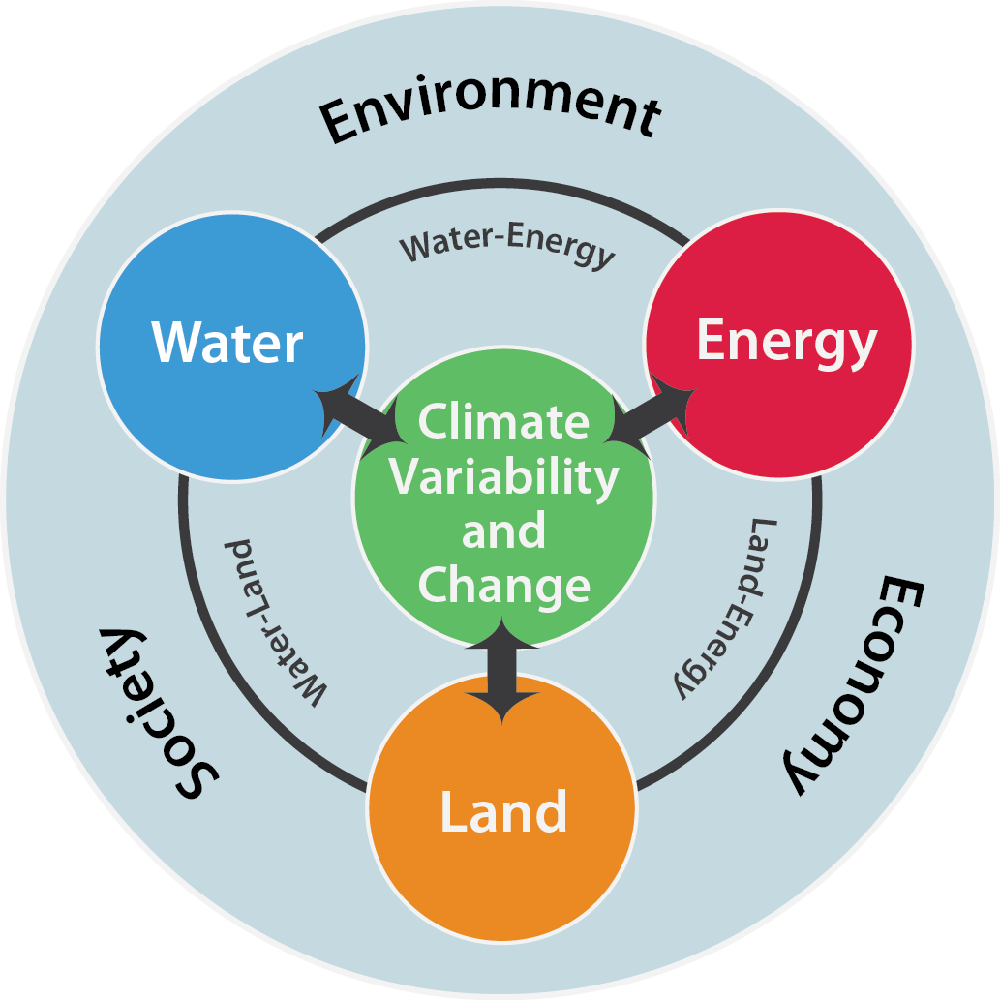 Environment
Water-Energy
Water
Energy
Climate
Variability
and
Change
Water-Land
Land-Energy
Society
Economy
Land